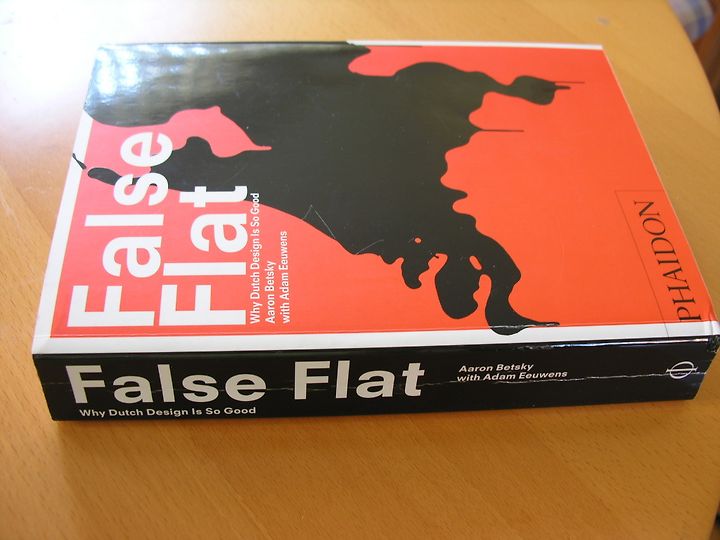 False
Flat
Why Dutch Design Is So Good
Aaron Betsky
with Adam Eeuwens
PHAIDON
False Flat
Why Dutch Design Is So Good
Aaron Betsky
with Adam Eeuwens